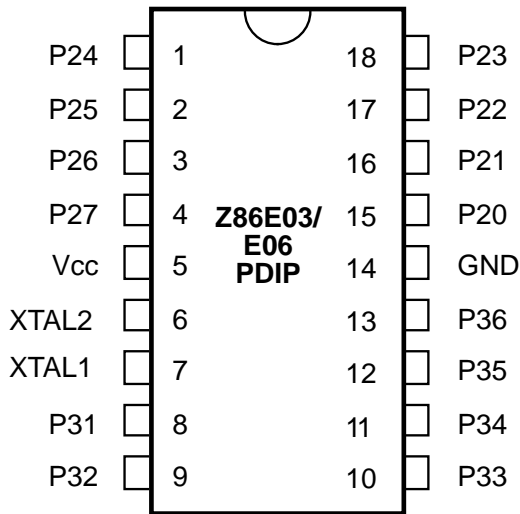 P24 1 18 P23
P25 2 17 P22
P26 3 16 P21
P27 4 Z86E03/ 15 P20
E06
Vcc 5 PDIP 14 GND
XTAL2 6 13 P36
XTAL1 7 12 P35
P31 8 11 P34
P32 9 10 P33